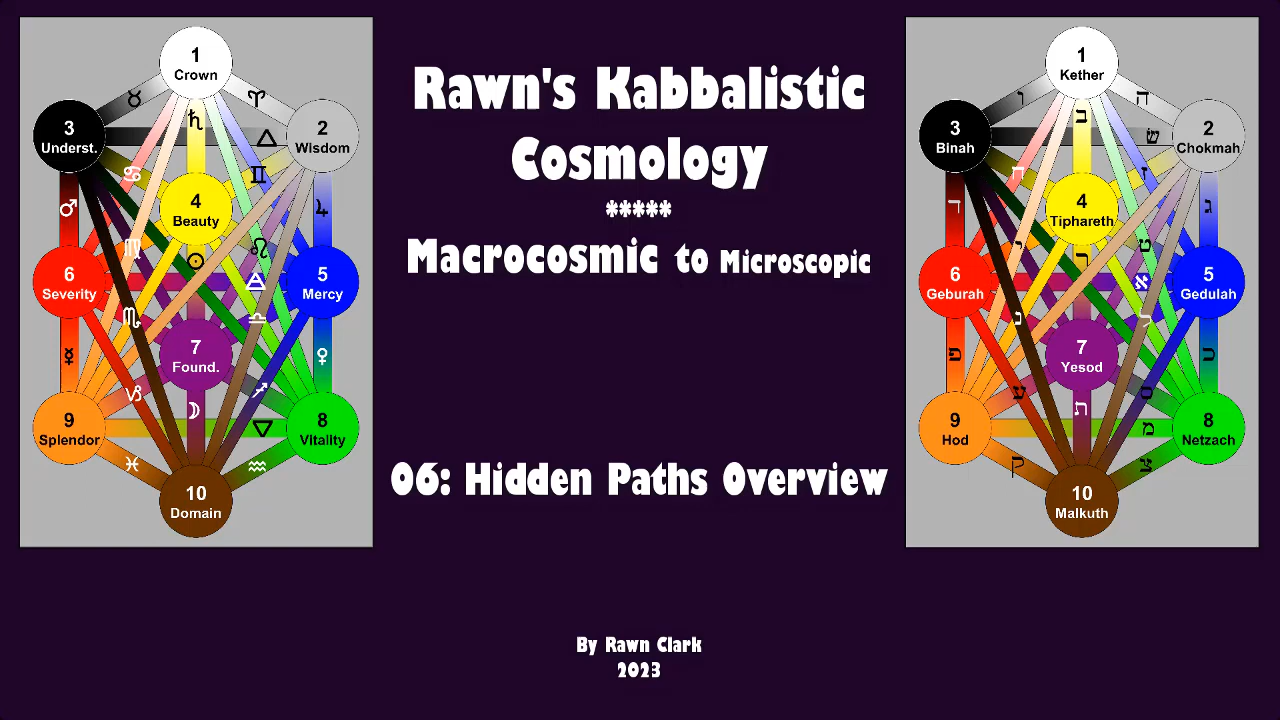 Rawn's Kabbalistic
Cosmology
*****
Macrocosmic to Microscopic
06: Hidden Paths Overview
By Rawn Clark
2023
1
Crown
♉ ♈
♄
3
Underst.
△
2
Wisdom
♋ ♊
4
Beauty
♂ ♃
♍ ♌
☉
6
Severity
5
Mercy
♏ ♎
7
Found.
☿ ♀
♑ ♐
☽
9
Splendor
▽
8
Vitality
♓ ♒
10
Domain
1
Kether
ו ה
ב
3
Binah
שׂ
2
Chokmah
ח ז
4
Tiphareth
ד ג
י ט
ר
6
Geburah
א
5
Gedulah
נ ל
7
Yesod
פ
ע ס
ת
9
Hod
מ
8
Netzach
ק צ
10
Malkuth